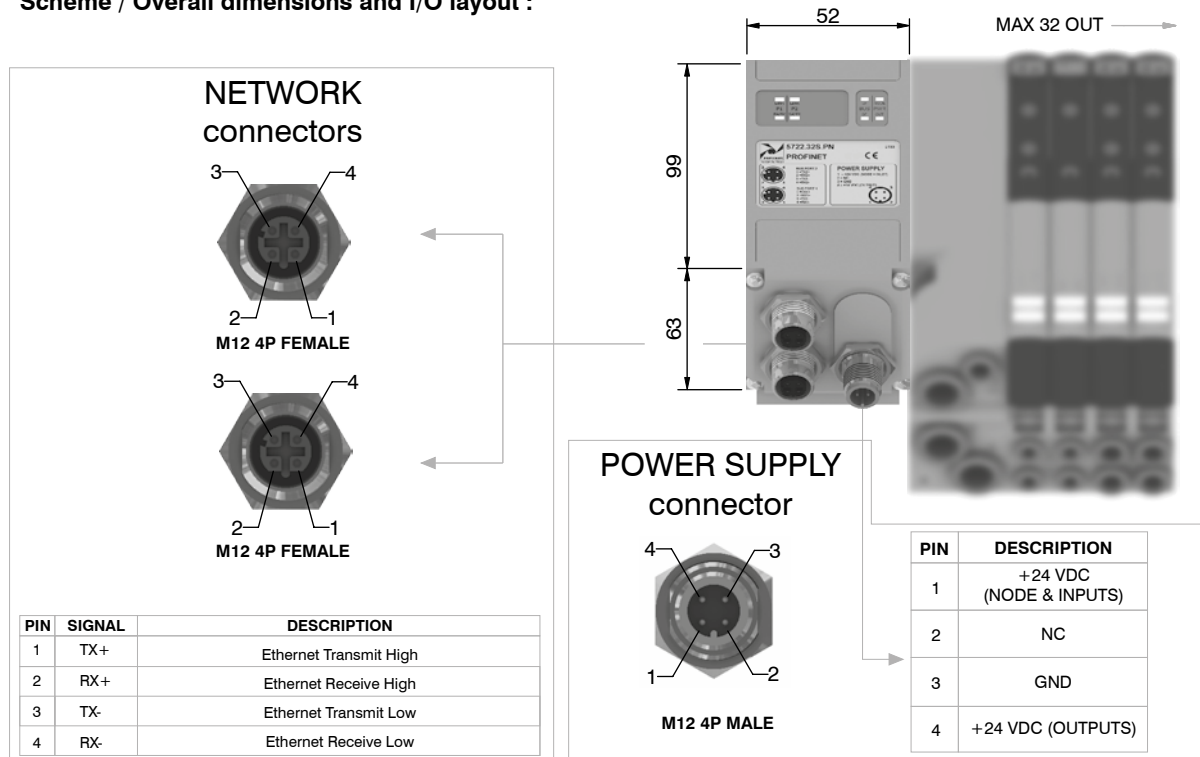 Scheme / Overall dimensions and I/O layout :
52
MAX 32 OUT
99
63
5722.32S.PN
PROFINET
CE
POWER SUPPLY
NETWORK
connectors
3
4
2
1
M12 4P FEMALE
3
4
2
1
M12 4P FEMALE
PIN SIGNAL DESCRIPTION
1 TX+ Ethernet Transmit High
2 RX+ Ethernet Receive High
3 TX- Ethernet Transmit Low
4 RX- Ethernet Receive Low
POWER SUPPLY
connector
4
3
1
2
M12 4P MALE
PIN DESCRIPTION
1 +24 VDC
(NODE & INPUTS)
2 NC
3 GND
4 +24 VDC (OUTPUTS)